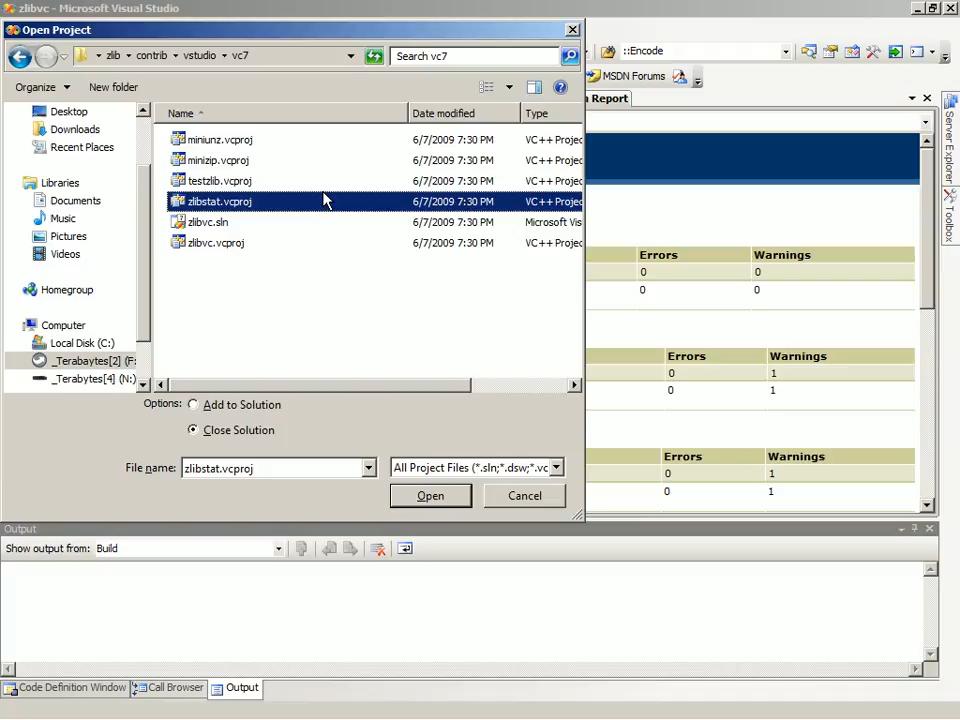 zlibvc - Microsoft Visual Studio
Open Project
zlib contrib vstudio vc7
Search vc7
::Encode
Organize New folder
MSDN Forums
Report
Name Date modified Type
Desktop
Downloads
Recent Places
Libraries
Documents
Music
Pictures
Videos
Homegroup
Computer
Local Disk (C:)
_Terabytes[2] (F:
_Terabytes[4] (N:)
miniunz.vcproj 6/7/2009 7:30 PM VC++ Projec
minizip.vcproj 6/7/2009 7:30 PM VC++ Projec
testzlib.vcproj 6/7/2009 7:30 PM VC++ Projec
zlibstat.vcproj 6/7/2009 7:30 PM VC++ Projec
zlibvc.sln 6/7/2009 7:30 PM Microsoft Vis
zlibvc.vcproj 6/7/2009 7:30 PM VC++ Projec
Errors Warnings
0 0
0 0
Errors Warnings
0 1
0 1
Errors Warnings
0 1
0 1
Server Explorer
Toolbox
Options: Add to Solution
Close Solution
File name: zlibstat.vcproj
All Project Files (*.sln;*.dsw;*.vc
Open Cancel
Output
Show output from: Build
Code Definition Window Call Browser Output